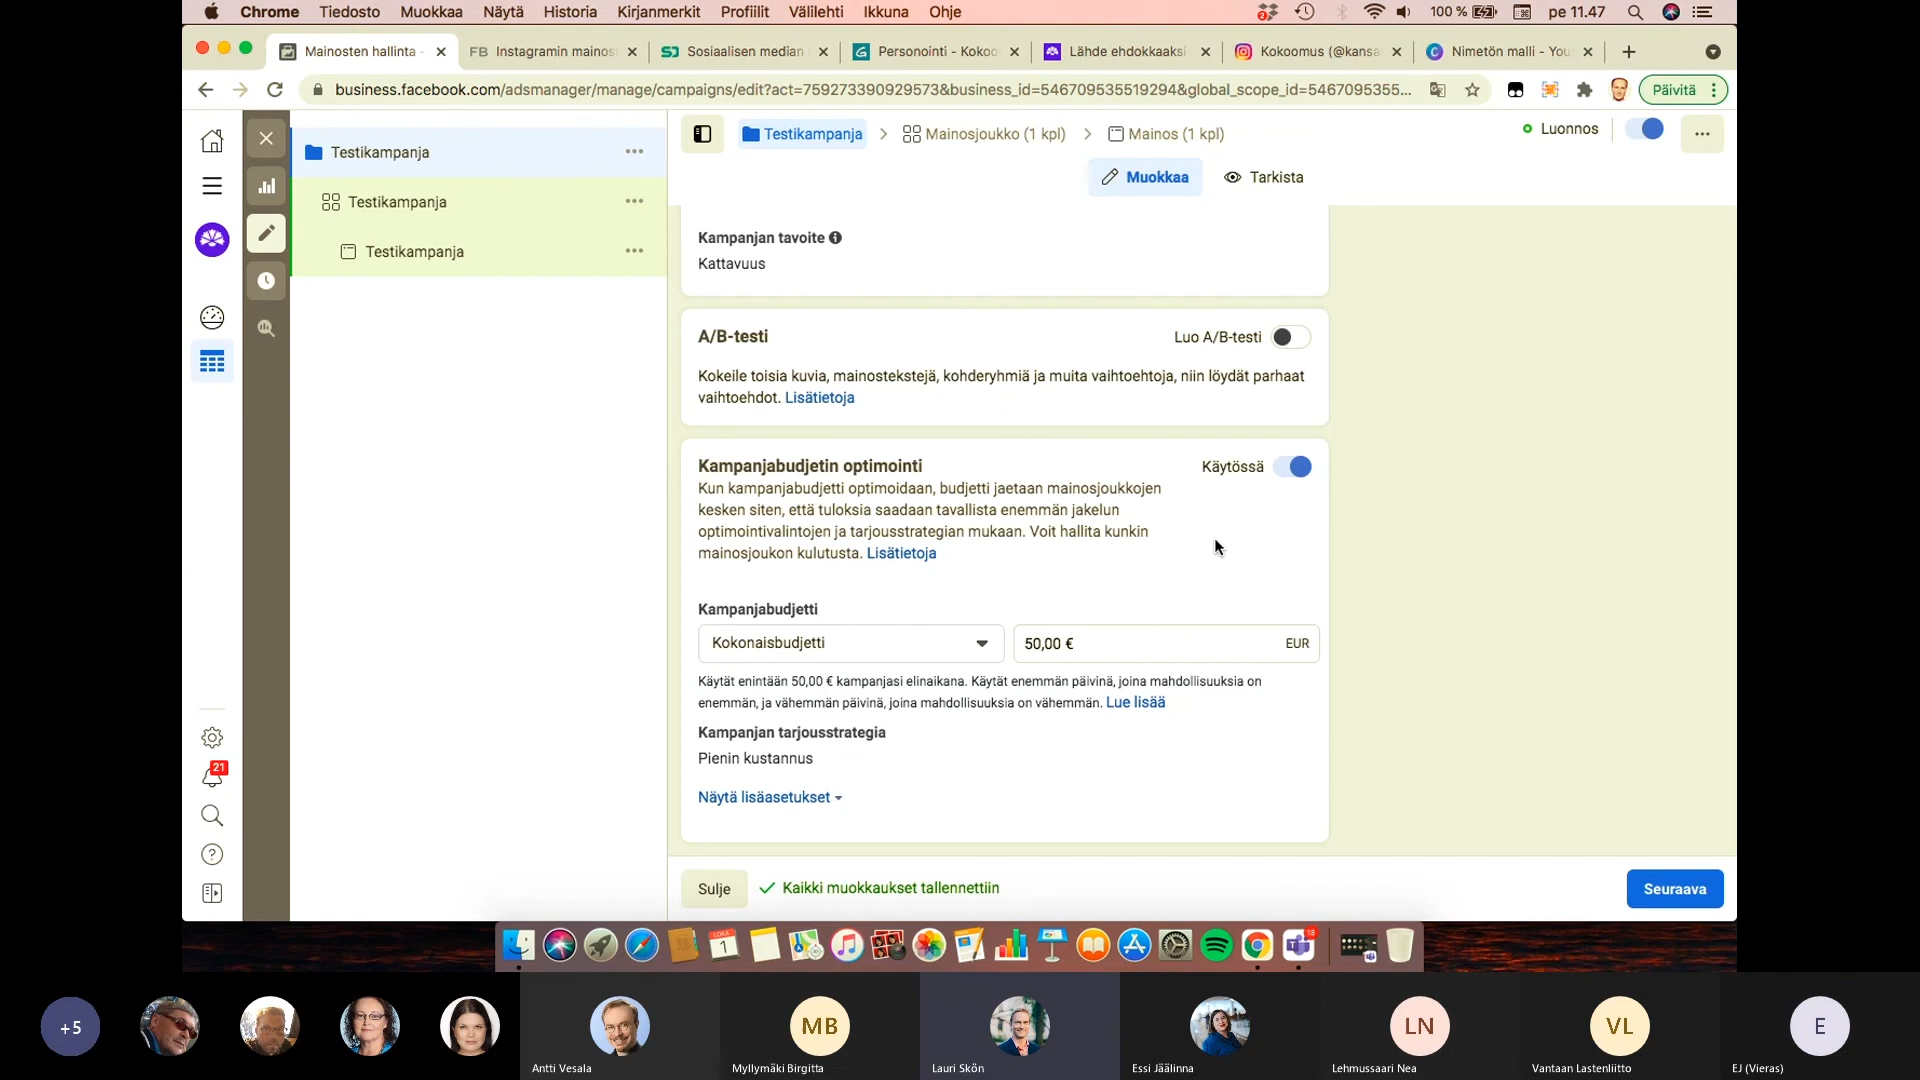 Chrome Tiedosto Muokkaa Näytä Historia Kirjanmerkit Profiilit Välilehti Ikkuna Ohje 2 100 % pe 11.47
Mainosten hallinta - FB Instagramin mainos Sosiaalisen median Personointi - Kokoo Lähde ehdokkaaksi Kokoomus (@kansa Nimetön malli - You
business.facebook.com/adsmanager/manage/campaigns/edit?act=759273390929573&business_id=546709535519294&global_scope_id=5467095355... Päivitä
Testikampanja
Testikampanja
Testikampanja
Testikampanja > Mainosjoukko (1 kpl) > Mainos (1 kpl) Luonnos
Muokkaa Tarkista
Kampanjan tavoite
Kattavuus
A/B-testi Luo A/B-testi
Kokeile toisia kuvia, mainostekstejä, kohderyhmiä ja muita vaihtoehtoja, niin löydät parhaat
vaihtoehdot. Lisätietoja
Kampanjabudjetin optimointi Käytössä
Kun kampanjabudjetti optimoidaan, budjetti jaetaan mainosjoukkojen
kesken siten, että tuloksia saadaan tavallista enemmän jakelun
optimointivalintojen ja tarjousstrategian mukaan. Voit hallita kunkin
mainosjoukon kulutusta. Lisätietoja
Kampanjabudjetti
Kokonaisbudjetti 50,00 € EUR
Käytät enintään 50,00 € kampanjasi elinaikana. Käytät enemmän päivinä, joina mahdollisuuksia on
enemmän, ja vähemmän päivinä, joina mahdollisuuksia on vähemmän. Lue lisää
Kampanjan tarjousstrategia
Pienin kustannus
Näytä lisäasetukset
21
Sulje Kaikki muokkaukset tallennettiin Seuraava
LOKA
1
18
+5 MB LN VL E
Antti Vesala Myllymäki Birgitta Lauri Skön Essi Jäälinna Lehmussaari Nea Vantaan Lastenliitto EJ (Vieras)